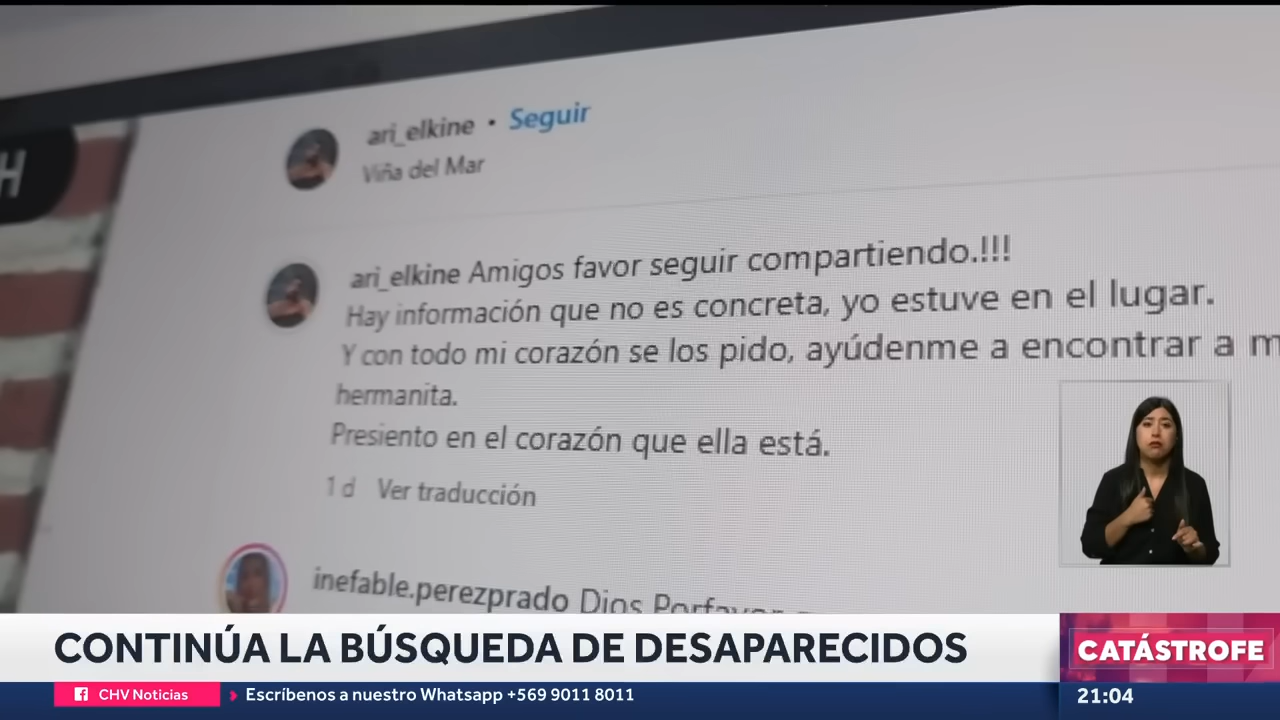 H
ari_elkine • Seguir
Viña del Mar
ari_elkine Amigos favor seguir compartiendo.!!!
Hay información que no es concreta, yo estuve en el lugar.
Y con todo mi corazón se los pido, ayúdenme a encontrar a m
hermanita.
Presiento en el corazón que ella está.
1 d Ver traducción
inefable.perezprado Dios Porfavor
CONTINÚA LA BÚSQUEDA DE DESAPARECIDOS
CATÁSTROFE
CHV Noticias
Escríbenos a nuestro Whatsapp +569 9011 8011
21:04